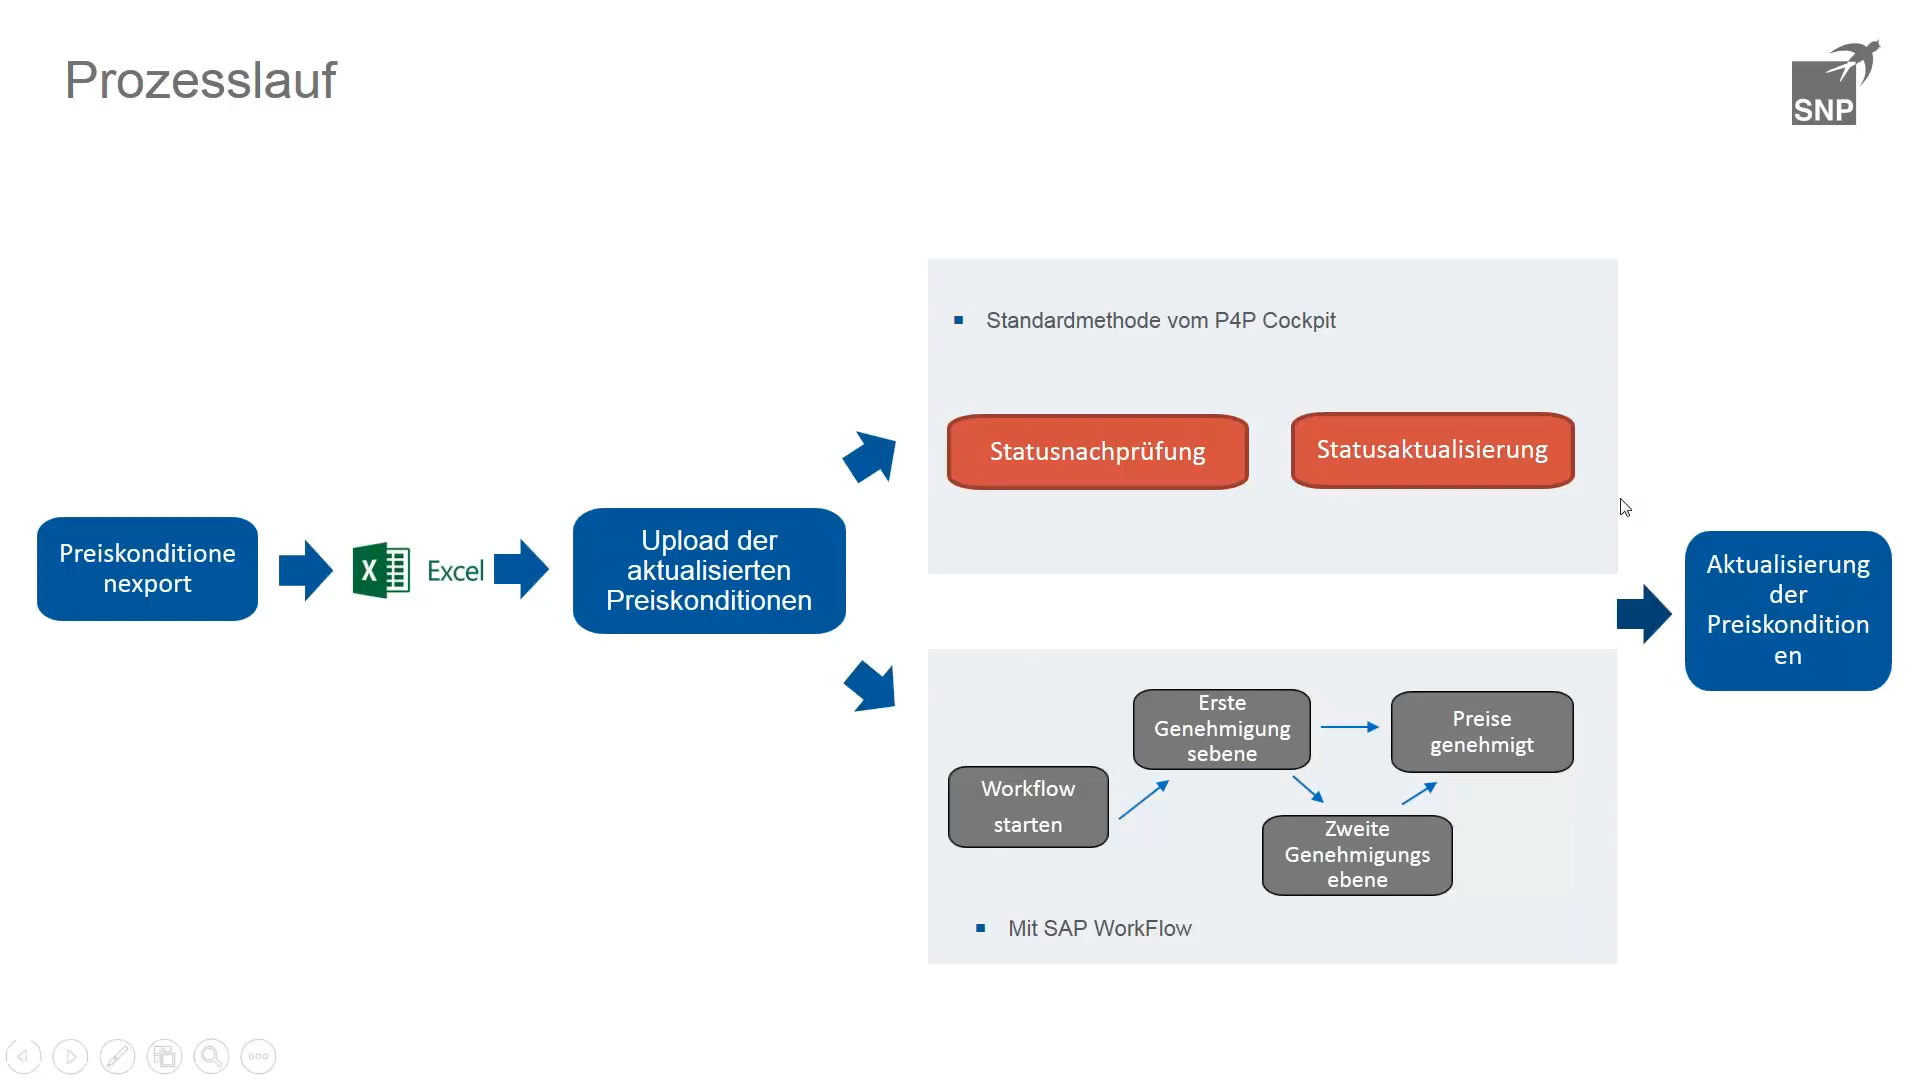 Prozesslauf
SNP
Standardmethode vom P4P Cockpit
Statusnachprüfung
Statusaktualisierung
Preiskonditione
nexport
X
Excel
Upload der
aktualisierten
Preiskonditionen
Aktualisierung
der
Preiskondition
en
Workflow
starten
Erste
Genehmigung
sebene
Preise
genehmigt
Zweite
Genehmigungs
ebene
Mit SAP WorkFlow